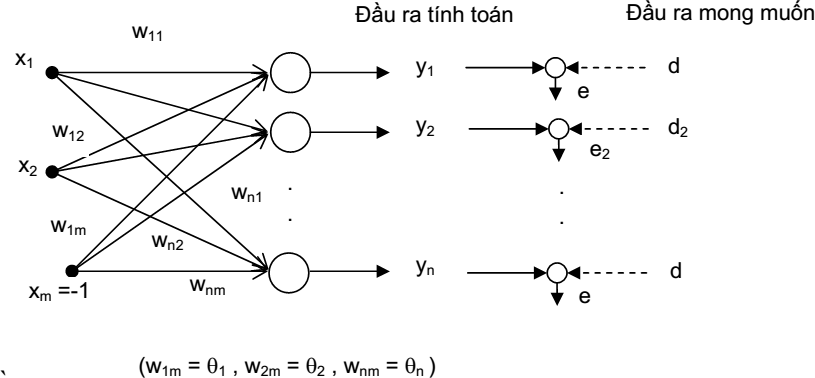 Đầu ra tính toán Đầu ra mong muốn
w₁₁
x₁ y₁ d
e
w₁₂ y₂ d₂
e₂
x₂
wₙ₁
w₁ₘ
wₙ₂
yₙ d
wₙₘ
xₘ =-1 e
(w₁ₘ = θ₁ , w₂ₘ = θ₂ , wₙₘ = θₙ )